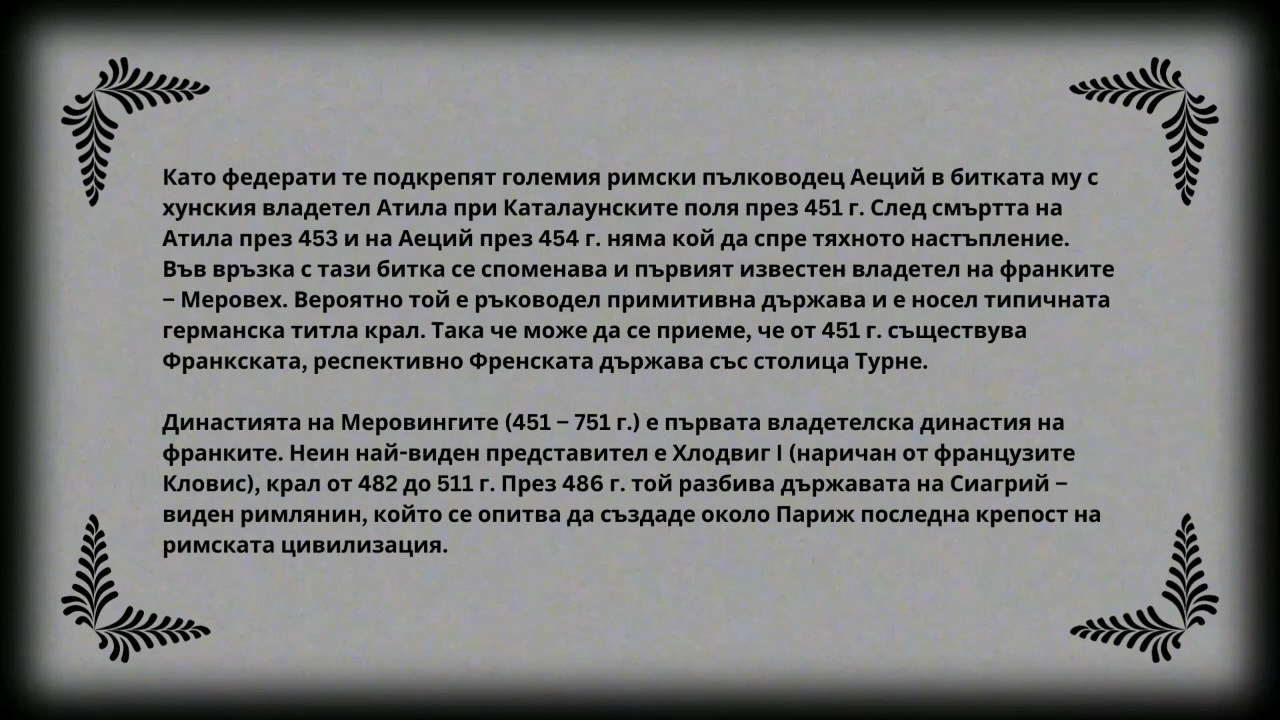 Като федерати те подкрепят големия римски пълководец Аеций в битката му с
хунския владетел Атила при Каталаунските поля през 451 г. След смъртта на
Атила през 453 и на Аеций през 454 г. няма кой да спре тяхното настъпление.
Във връзка с тази битка се споменава и първият известен владетел на франките
– Меровех. Вероятно той е ръководел примитивна държава и е носел типичната
германска титла крал. Така че може да се приеме, че от 451 г. съществува
Франкската, респективно Френската държава със столица Турне.

Династията на Меровингите (451 – 751 г.) е първата владетелска династия на
франките. Неин най-виден представител е Хлодвиг I (наричан от французите
Кловис), крал от 482 до 511 г. През 486 г. той разбива държавата на Сиагрий –
виден римлянин, който се опитва да създаде около Париж последна крепост на
римската цивилизация.